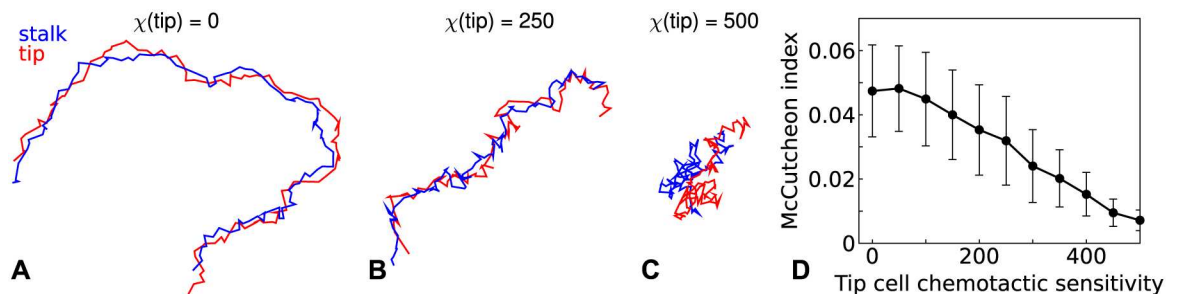 χ(tip) = 0
stalk
tip
A
χ(tip) = 250
B
χ(tip) = 500
C
D
McCutcheon index
0.06
0.04
0.02
0
0
200
400
Tip cell chemotactic sensitivity